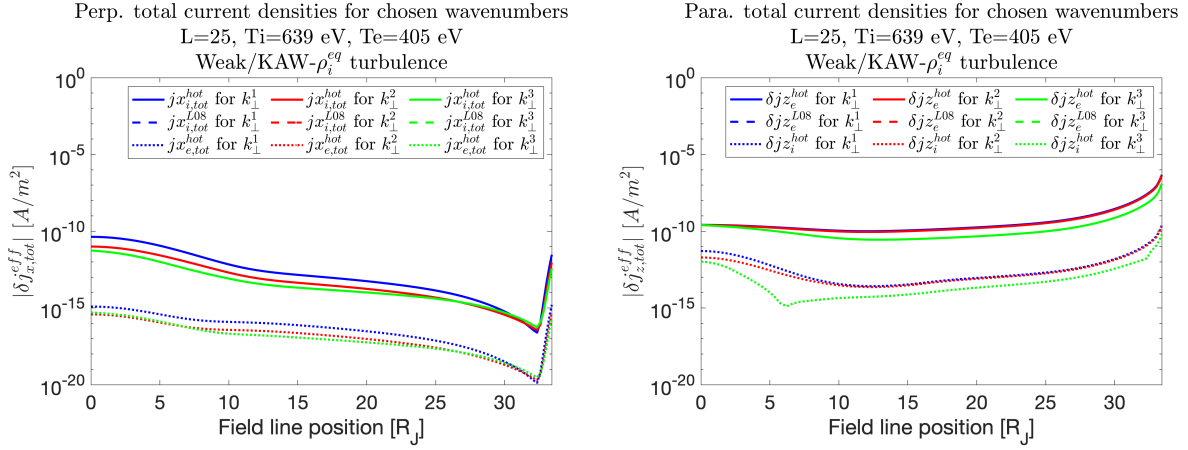 Perp. total current densities for chosen wavenumbers
L=25, Ti=639 eV, Te=405 eV
Weak/KAW-ρ_i^{eq} turbulence
10^0
10^{-5}
10^{-10}
10^{-15}
10^{-20}
|δj_{x,tot}^{eff}| [A/m^2]
jx_{i,tot}^{hot} for k_⊥^1 jx_{i,tot}^{hot} for k_⊥^2 jx_{i,tot}^{hot} for k_⊥^3
jx_{i,tot}^{L08} for k_⊥^1 jx_{i,tot}^{L08} for k_⊥^2 jx_{i,tot}^{L08} for k_⊥^3
jx_{e,tot}^{hot} for k_⊥^1 jx_{e,tot}^{hot} for k_⊥^2 jx_{e,tot}^{hot} for k_⊥^3
0 5 10 15 20 25 30
Field line position [R_J]
Para. total current densities for chosen wavenumbers
L=25, Ti=639 eV, Te=405 eV
Weak/KAW-ρ_i^{eq} turbulence
10^0
10^{-5}
10^{-10}
10^{-15}
10^{-20}
|δj_{z,tot}^{eff}| [A/m^2]
δjz_e^{hot} for k_⊥^1 δjz_e^{hot} for k_⊥^2 δjz_e^{hot} for k_⊥^3
δjz_e^{L08} for k_⊥^1 δjz_e^{L08} for k_⊥^2 δjz_e^{L08} for k_⊥^3
δjz_i^{hot} for k_⊥^1 δjz_i^{hot} for k_⊥^2 δjz_i^{hot} for k_⊥^3
0 5 10 15 20 25 30
Field line position [R_J]